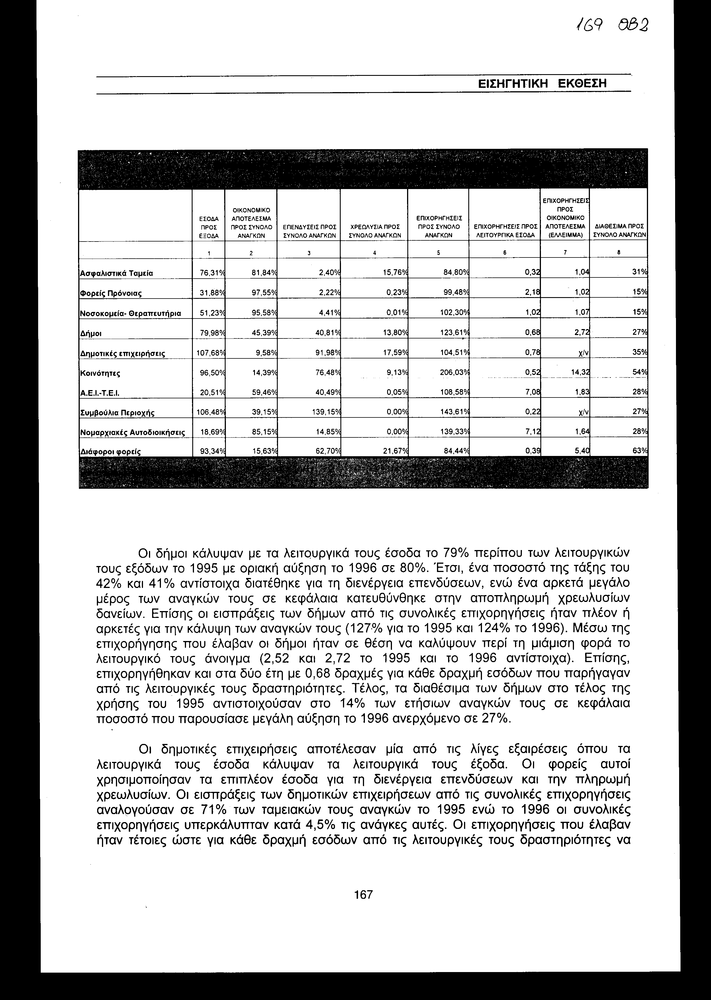 169 ΘΒ2
ΕΙΣΗΓΗΤΙΚΗ ΕΚΘΕΣΗ
ΕΣΟΔΑ ΠΡΟΣ ΕΞΟΔΑ
ΟΙΚΟΝΟΜΙΚΟ ΑΠΟΤΕΛΕΣΜΑ ΠΡΟΣ ΣΥΝΟΛΟ ΑΝΑΓΚΩΝ
ΕΠΕΝΔΥΣΕΙΣ ΠΡΟΣ ΣΥΝΟΛΟ ΑΝΑΓΚΩΝ
ΧΡΕΩΛΥΣΙΑ ΠΡΟΣ ΣΥΝΟΛΟ ΑΝΑΓΚΩΝ
ΕΠΙΧΟΡΗΓΗΣΕΙΣ ΠΡΟΣ ΣΥΝΟΛΟ ΑΝΑΓΚΩΝ
ΕΠΙΧΟΡΗΓΗΣΕΙΣ ΠΡΟΣ ΛΕΙΤΟΥΡΓΙΚΑ ΕΣΟΔΑ
ΕΠΙΧΟΡΗΓΗΣΕΙΣ ΠΡΟΣ ΟΙΚΟΝΟΜΙΚΟ ΑΠΟΤΕΛΕΣΜΑ (ΕΛΛΕΙΜΜΑ)
ΔΙΑΘΕΣΙΜΑ ΠΡΟΣ ΣΥΝΟΛΟ ΑΝΑΓΚΩΝ
1 2 3 4 5 6 7 8
Ασφαλιστικά Ταμεία 76,31% 81,84% 2,40% 15,76% 84,80% 0,32 1,04 31%
Φορείς Πρόνοιας 31,88% 97,55% 2,22% 0,23% 99,48% 2,18 1,02 15%
Νοσοκομεία- Θεραπευτήρια 51,23% 95,58% 4,41% 0,01% 102,30% 1,02 1,07 15%
Δήμοι 79,98% 45,39% 40,81% 13,80% 123,61% 0,68 2,72 27%
Δημοτικές επιχειρήσεις 107,68% 9,58% 91,98% 17,59% 104,51% 0,78 χ/ν 35%
Κοινότητες 96,50% 14,39% 76,48% 9,13% 206,03% 0,52 14,32 54%
Α.Ε.Ι.-Τ.Ε.Ι. 20,51% 59,46% 40,49% 0,05% 108,58% 7,08 1,83 28%
Συμβούλια Περιοχής 106,48% 39,15% 139,15% 0,00% 143,61% 0,22 χ/ν 27%
Νομαρχιακές Αυτοδιοικήσεις 18,69% 85,15% 14,85% 0,00% 139,33% 7,12 1,64 28%
Διάφοροι φορείς 93,34% 15,63% 62,70% 21,67% 84,44% 0,39 5,40 63%
Οι δήμοι κάλυψαν με τα λειτουργικά τους έσοδα το 79% περίπου των λειτουργικών
τους εξόδων το 1995 με οριακή αύξηση το 1996 σε 80%. Έτσι, ένα ποσοστό της τάξης του
42% και 41% αντίστοιχα διατέθηκε για τη διενέργεια επενδύσεων, ενώ ένα αρκετά μεγάλο
μέρος των αναγκών τους σε κεφάλαια κατευθύνθηκε στην αποπληρωμή χρεωλυσίων
δανείων. Επίσης οι εισπράξεις των δήμων από τις συνολικές επιχορηγήσεις ήταν πλέον ή
αρκετές για την κάλυψη των αναγκών τους (127% για το 1995 και 124% το 1996). Μέσω της
επιχορήγησης που έλαβαν οι δήμοι ήταν σε θέση να καλύψουν περί τη μιάμιση φορά το
λειτουργικό τους άνοιγμα (2,52 και 2,72 το 1995 και το 1996 αντίστοιχα). Επίσης,
επιχορηγήθηκαν και στα δύο έτη με 0,68 δραχμές για κάθε δραχμή εσόδων που παρήγαγαν
από τις λειτουργικές τους δραστηριότητες. Τέλος, τα διαθέσιμα των δήμων στο τέλος της
χρήσης του 1995 αντιστοιχούσαν στο 14% των ετήσιων αναγκών τους σε κεφάλαια
ποσοστό που παρουσίασε μεγάλη αύξηση το 1996 ανερχόμενο σε 27%.
Οι δημοτικές επιχειρήσεις αποτέλεσαν μία από τις λίγες εξαιρέσεις όπου τα
λειτουργικά τους έσοδα κάλυψαν τα λειτουργικά τους έξοδα. Οι φορείς αυτοί
χρησιμοποίησαν τα επιπλέον έσοδα για τη διενέργεια επενδύσεων και την πληρωμή
χρεωλυσίων. Οι εισπράξεις των δημοτικών επιχειρήσεων από τις συνολικές επιχορηγήσεις
αναλογούσαν σε 71% των ταμειακών τους αναγκών το 1995 ενώ το 1996 οι συνολικές
επιχορηγήσεις υπερκάλυπταν κατά 4,5% τις ανάγκες αυτές. Οι επιχορηγήσεις που έλαβαν
ήταν τέτοιες ώστε για κάθε δραχμή εσόδων από τις λειτουργικές τους δραστηριότητες να
167